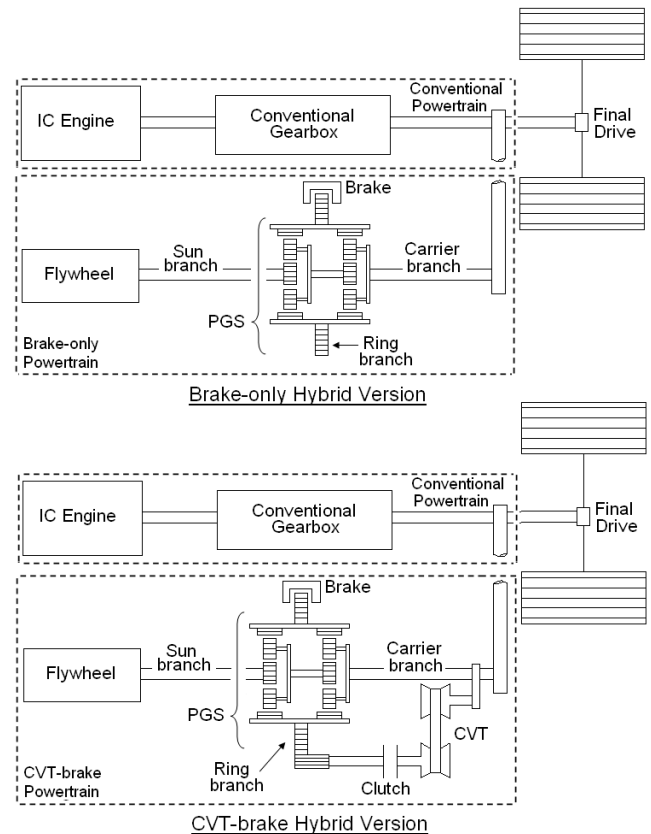 Conventional
Powertrain
IC Engine
Conventional
Gearbox
Final
Drive
Brake
Sun
branch
Carrier
branch
Flywheel
PGS
Ring
branch
Brake-only
Powertrain
Brake-only Hybrid Version
Conventional
Powertrain
IC Engine
Conventional
Gearbox
Final
Drive
Brake
Sun
branch
Carrier
branch
Flywheel
PGS
CVT
Ring
branch
Clutch
CVT-brake
Powertrain
CVT-brake Hybrid Version